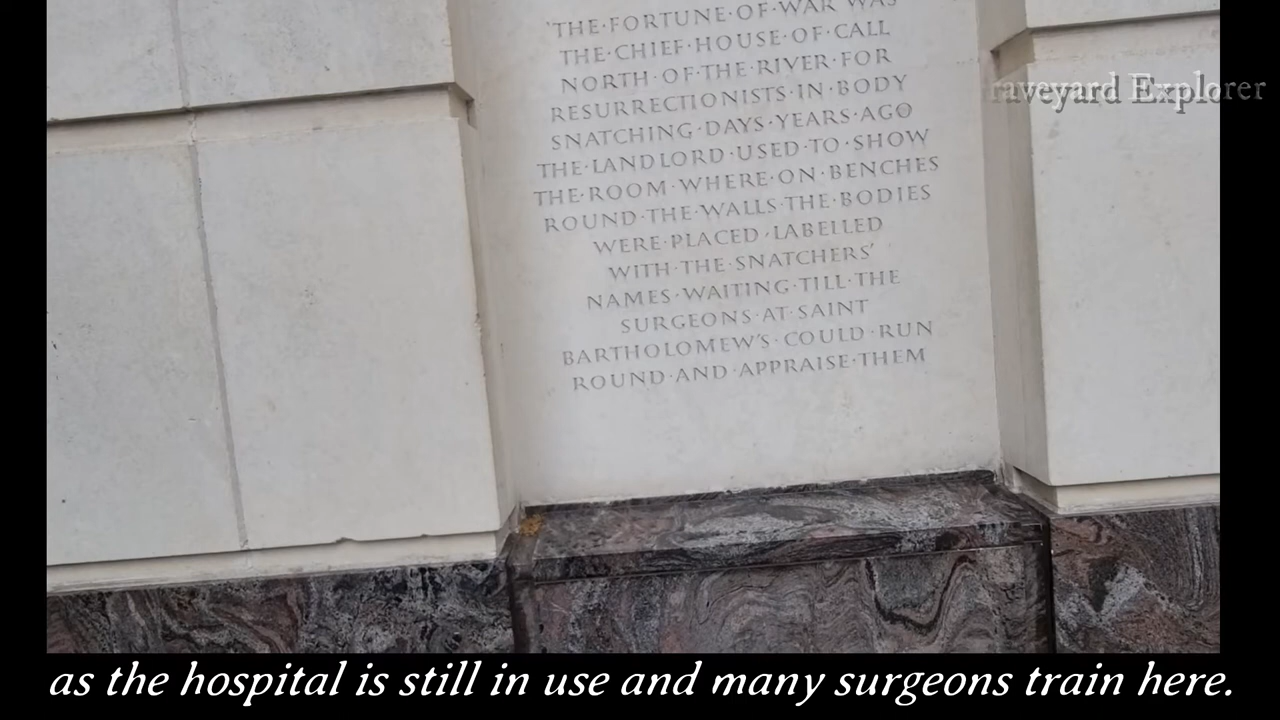 'THE·FORTUNE·OF·WAR WAS
THE·CHIEF·HOUSE·OF·CALL
NORTH·OF·THE·RIVER·FOR
RESURRECTIONISTS·IN·BODY
SNATCHING·DAYS·YEARS·AGO
THE·LANDLORD·USED·TO·SHOW
THE·ROOM·WHERE·ON·BENCHES
ROUND·THE·WALLS·THE·BODIES
WERE·PLACED·LABELLED
WITH·THE·SNATCHERS'
NAMES·WAITING·TILL·THE
SURGEONS·AT·SAINT
BARTHOLOMEW'S·COULD·RUN
ROUND·AND·APPRAISE·THEM
raveyard Explorer
as the hospital is still in use and many surgeons train here.